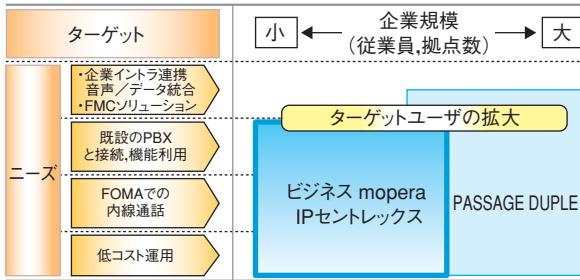 ターゲット
小
企業規模
(従業員,拠点数)
大
ニーズ
・企業イントラ連携
音声/データ統合
・FMCソリューション
既設のPBX
と接続,機能利用
FOMAでの
内線通話
低コスト運用
ターゲットユーザの拡大
ビジネス mopera
IPセントレックス
PASSAGE DUPLE